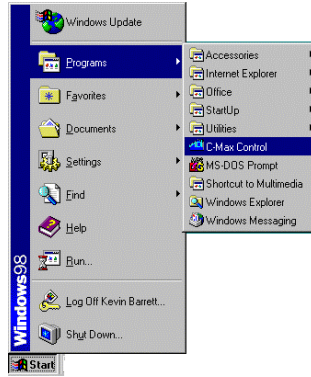 Windows Update
Programs
Favorites
Documents
Settings
Find
Help
Run...
Log Off Kevin Barrett...
Shut Down...
Windows98
Start
Accessories
Internet Explorer
Office
StartUp
Utilities
C-Max Control
MS-DOS Prompt
Shortcut to Multimedia
Windows Explorer
Windows Messaging